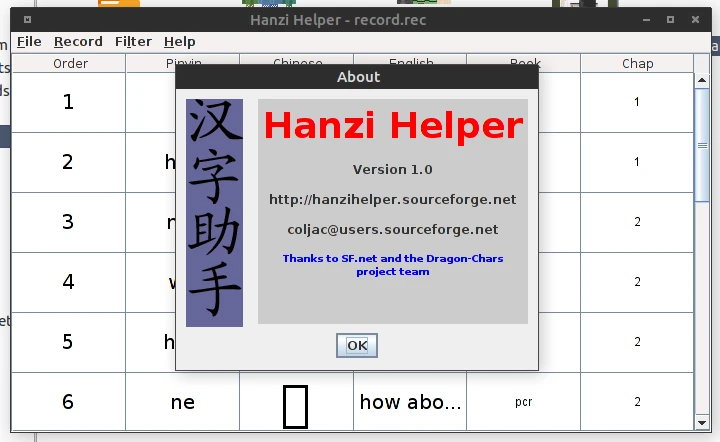 Hanzi Helper - record.rec
File Record Filter Help
Order Chinese English Chap
About
汉字助手
Hanzi Helper
Version 1.0
http://hanzihelper.sourceforge.net
coljac@users.sourceforge.net
Thanks to SF.net and the Dragon-Chars
project team
OK
1 1
2 1
3 2
4 2
5 2
6 ne how abo... pcr 2